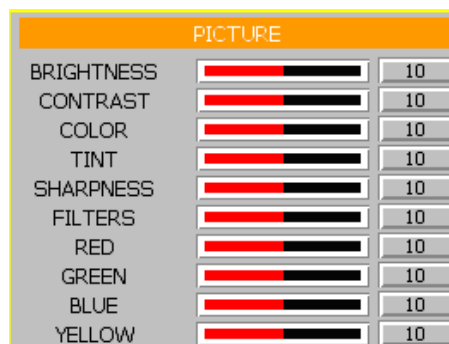 PICTURE
BRIGHTNESS 10
CONTRAST 10
COLOR 10
TINT 10
SHARPNESS 10
FILTERS 10
RED 10
GREEN 10
BLUE 10
YELLOW 10